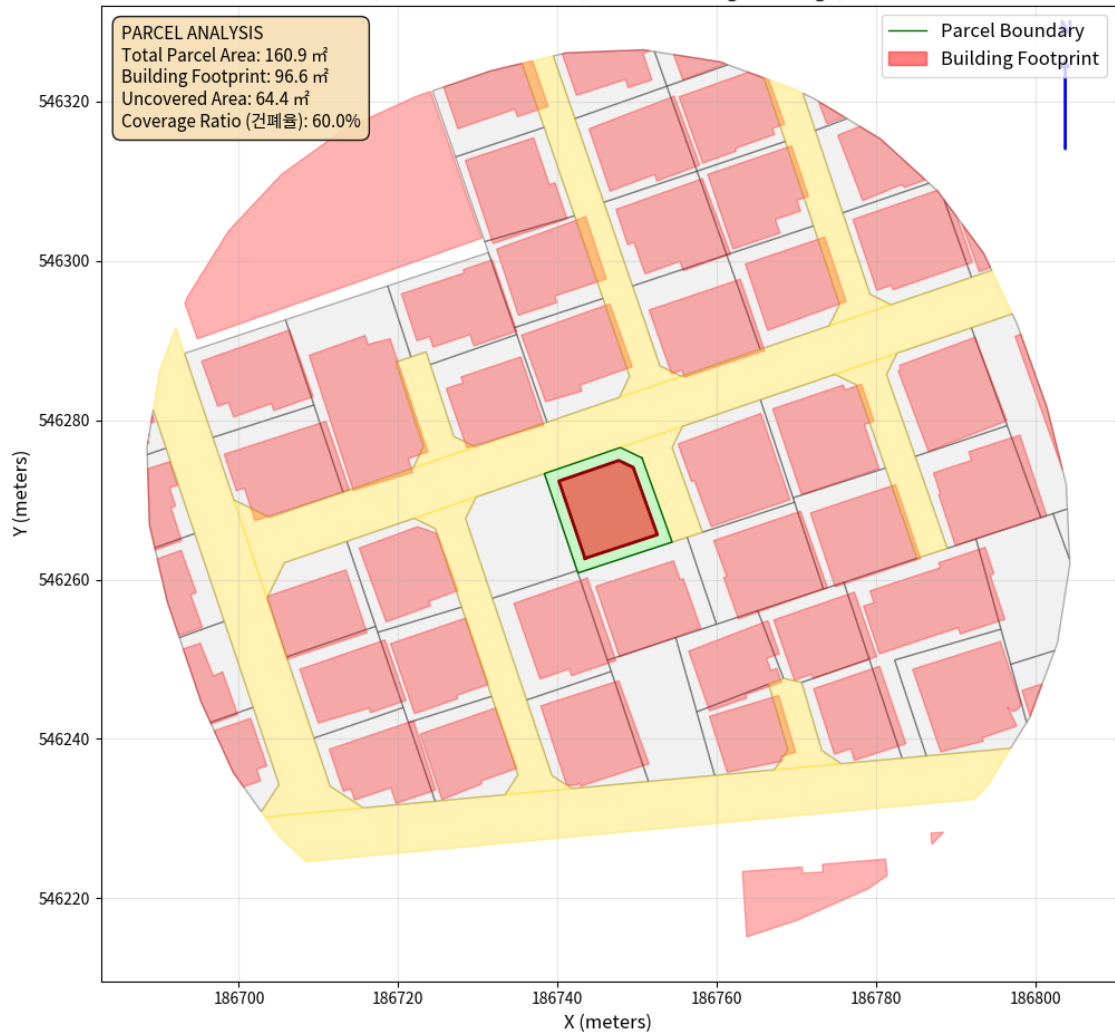 PARCEL ANALYSIS
Total Parcel Area: 160.9 ㎡
Building Footprint: 96.6 ㎡
Uncovered Area: 64.4 ㎡
Coverage Ratio (건폐율): 60.0%
Parcel Boundary
Building Footprint
N
546320
546300
546280
546260
546240
546220
Y (meters)
186700
186720
186740
186760
186780
186800
X (meters)